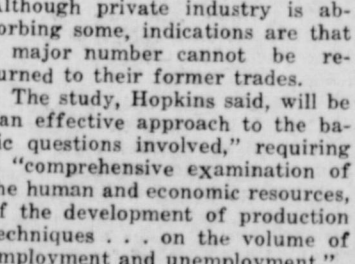 Although private industry is ab-
orbing some, indications are that
major number cannot be re-
urned to their former trades.
The study, Hopkins said, will be
an effective approach to the ba-
ic questions involved," requiring
"comprehensive examination of
he human and economic resources,
f the development of production
echniques . . . on the volume of
mployment and unemployment."